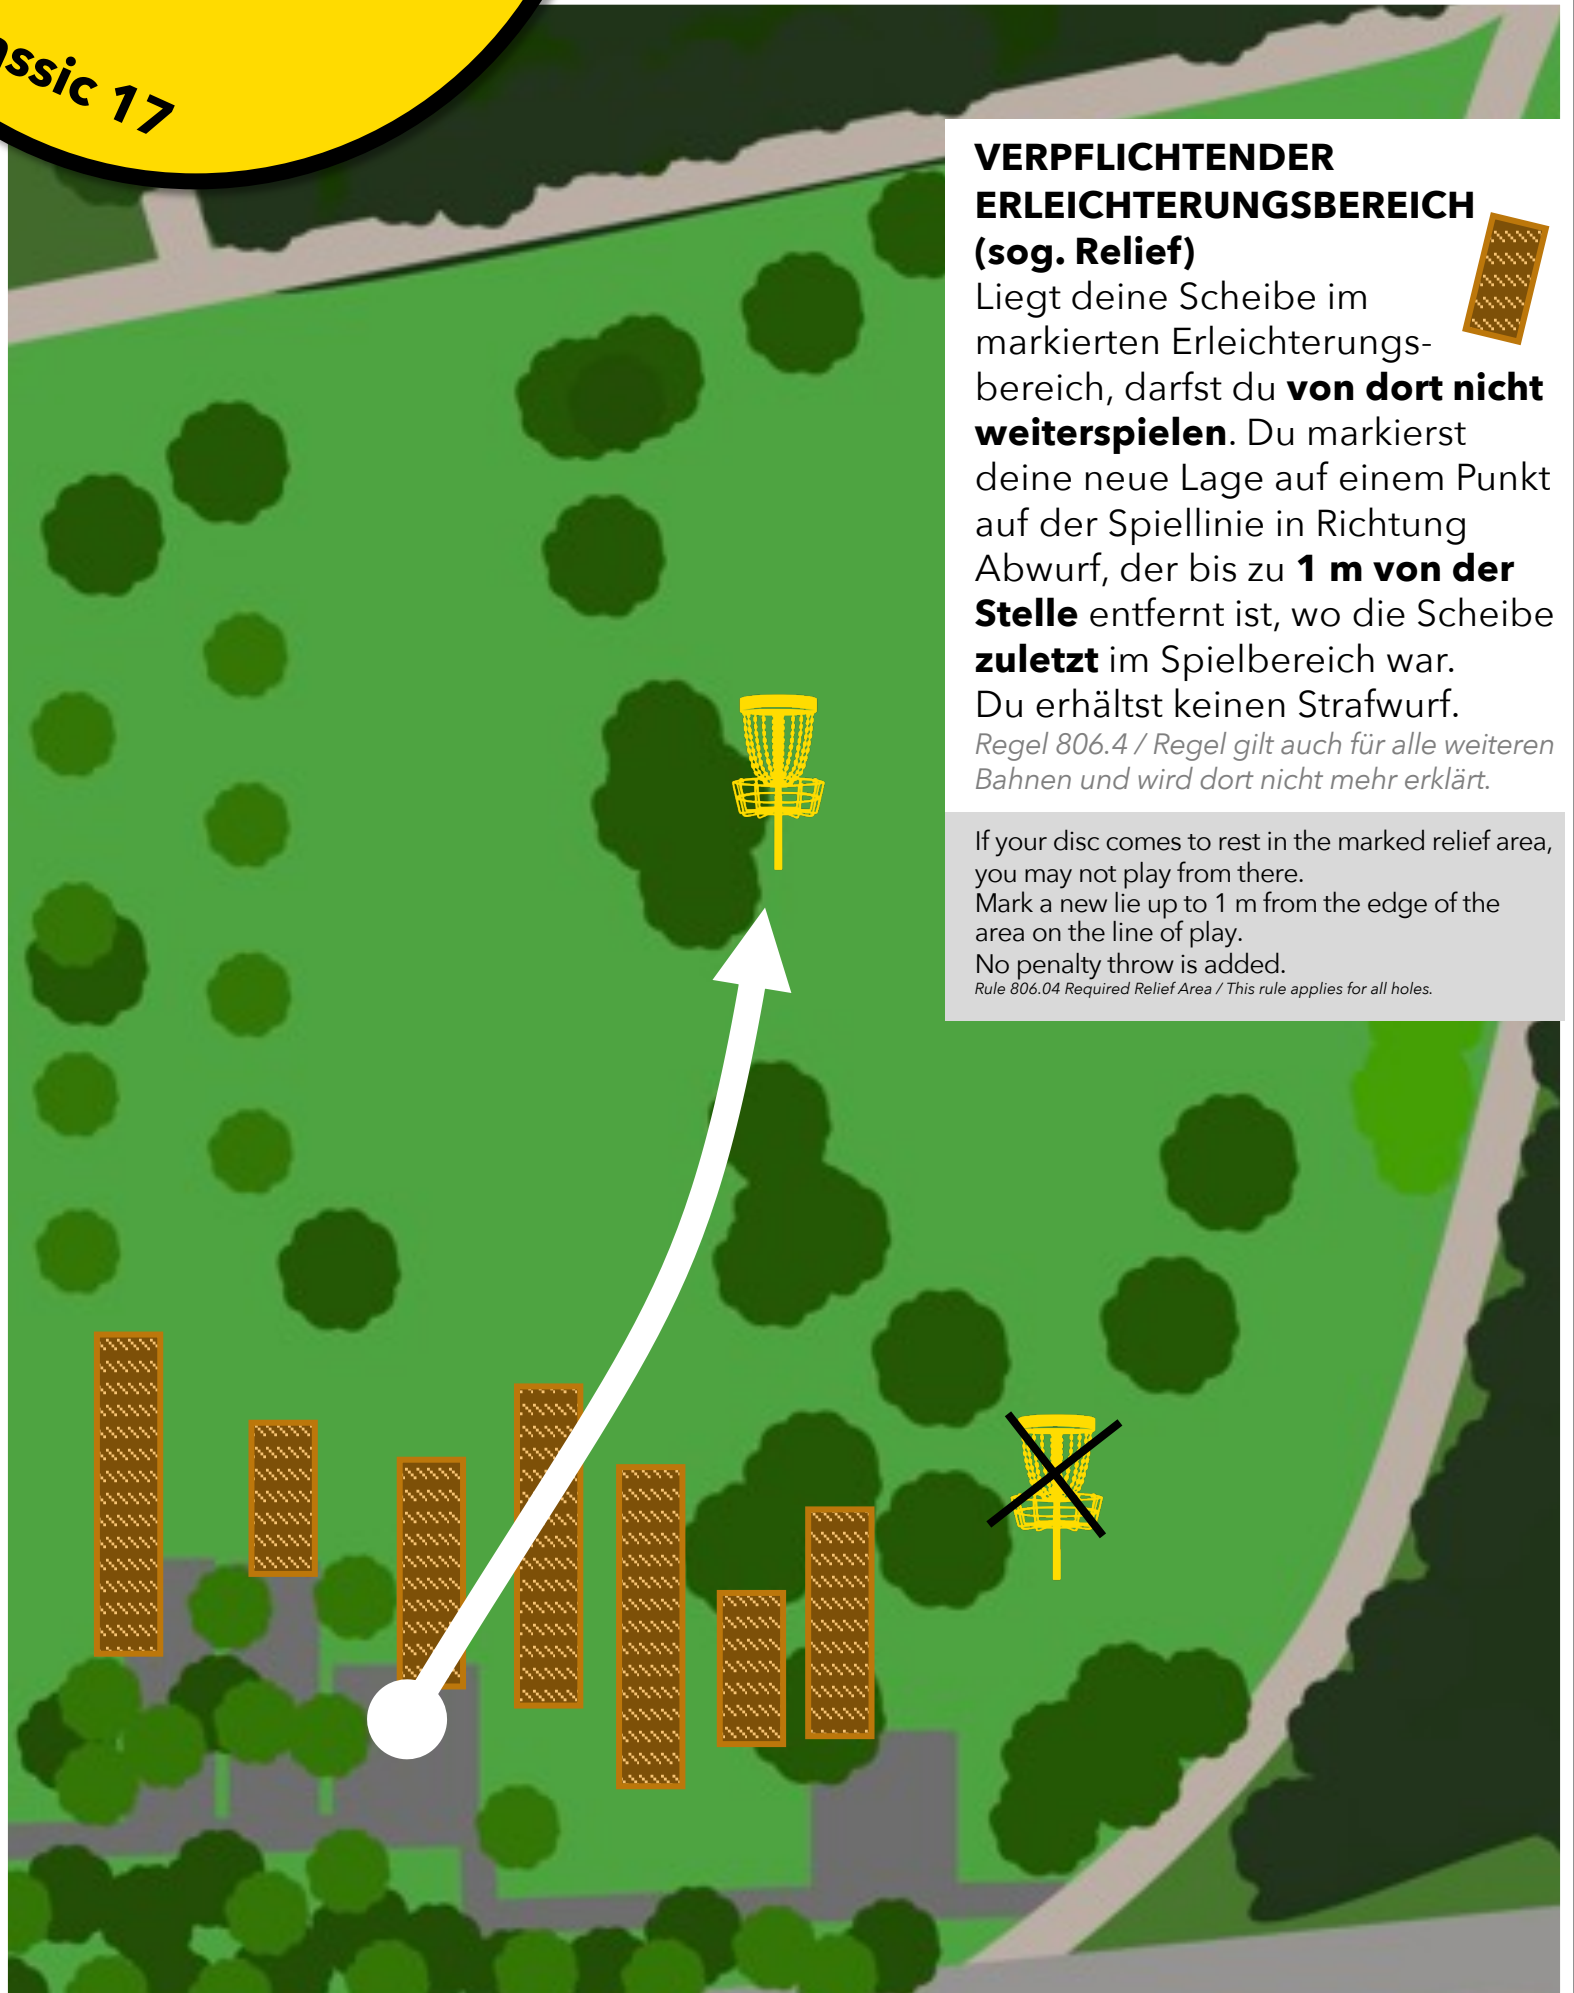 17
VERPFLICHTENDER
ERLEICHTERUNGSBEREICH
(sog. Relief)
Liegt deine Scheibe im
markierten Erleichterungs-
bereich, darfst du von dort nicht
weiterspielen. Du markierst
deine neue Lage auf einem Punkt
auf der Spiellinie in Richtung
Abwurf, der bis zu 1 m von der
Stelle entfernt ist, wo die Scheibe
zuletzt im Spielbereich war.
Du erhältst keinen Strafwurf.
Regel 806.4 / Regel gilt auch für alle weiteren
Bahnen und wird dort nicht mehr erklärt.
If your disc comes to rest in the marked relief area,
you may not play from there.
Mark a new lie up to 1 m from the edge of the
area on the line of play.
No penalty throw is added.
Rule 806.04 Required Relief Area / This rule applies for all holes.